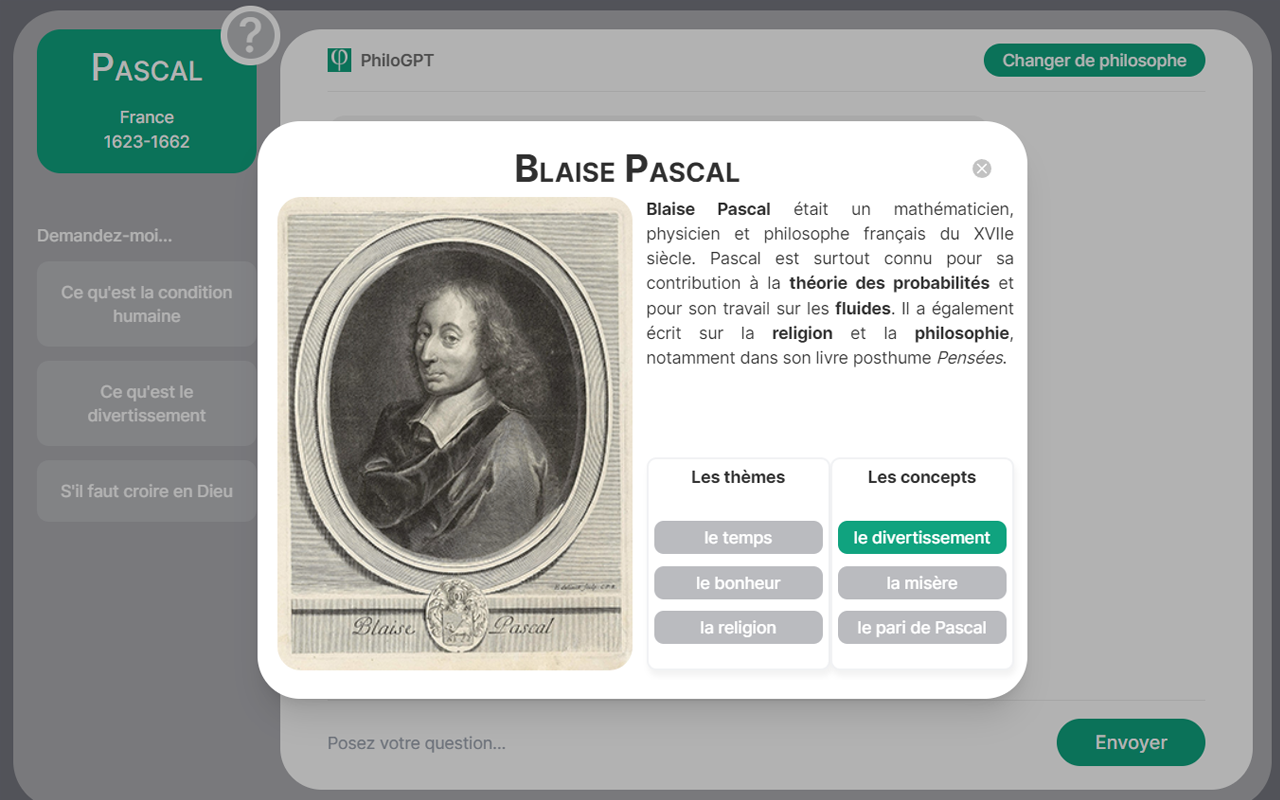 PASCAL
France
1623-1662
?
φ PhiloGPT
Changer de philosophe
Demandez-moi...
Ce qu'est la condition
humaine
Ce qu'est le
divertissement
S'il faut croire en Dieu
BLAISE PASCAL
Blaise Pascal
Blaise Pascal était un mathématicien,
physicien et philosophe français du XVIIe
siècle. Pascal est surtout connu pour sa
contribution à la théorie des probabilités et
pour son travail sur les fluides. Il a également
écrit sur la religion et la philosophie,
notamment dans son livre posthume Pensées.
Les thèmes
le temps
le bonheur
la religion
Les concepts
le divertissement
la misère
le pari de Pascal
Posez votre question...
Envoyer